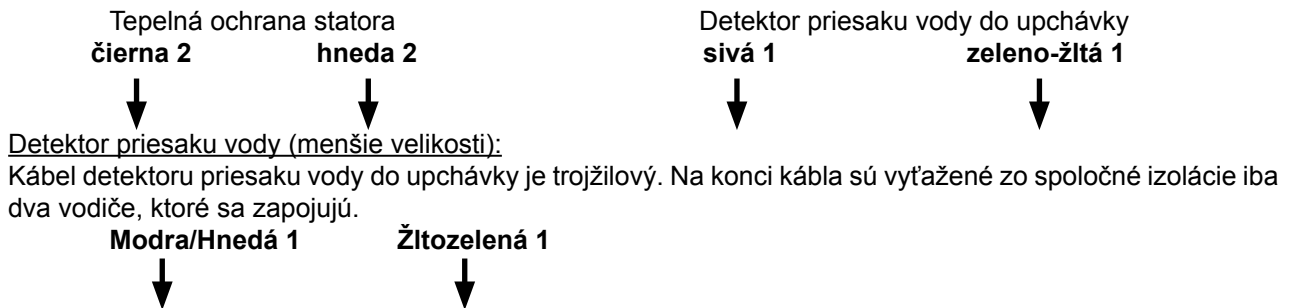 Tepelná ochrana statora Detektor priesaku vody do upchávky
čierna 2 hneda 2 sivá 1 zeleno-žltá 1
Detektor priesaku vody (menšie velikosti):
Kábel detektoru priesaku vody do upchávky je trojžilový. Na konci kábla sú vyťažené zo spoločné izolácie iba
dva vodiče, ktoré sa zapojujú.
Modra/Hnedá 1 Žltozelená 1